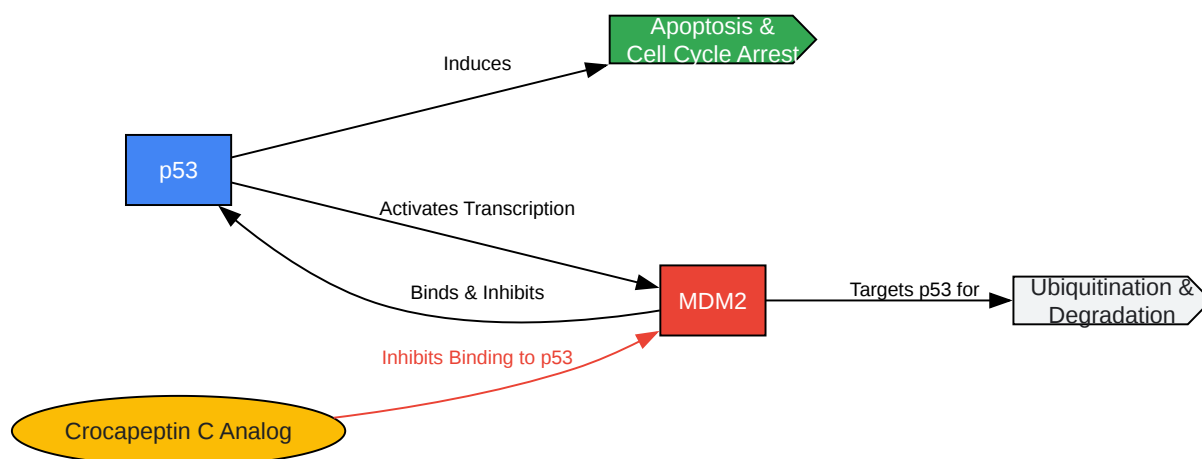 Apoptosis &
Cell Cycle Arrest
Induces
p53
Activates Transcription
Binds & Inhibits
MDM2
Targets p53 for
Ubiquitination &
Degradation
Inhibits Binding to p53
Crocapeptin C Analog